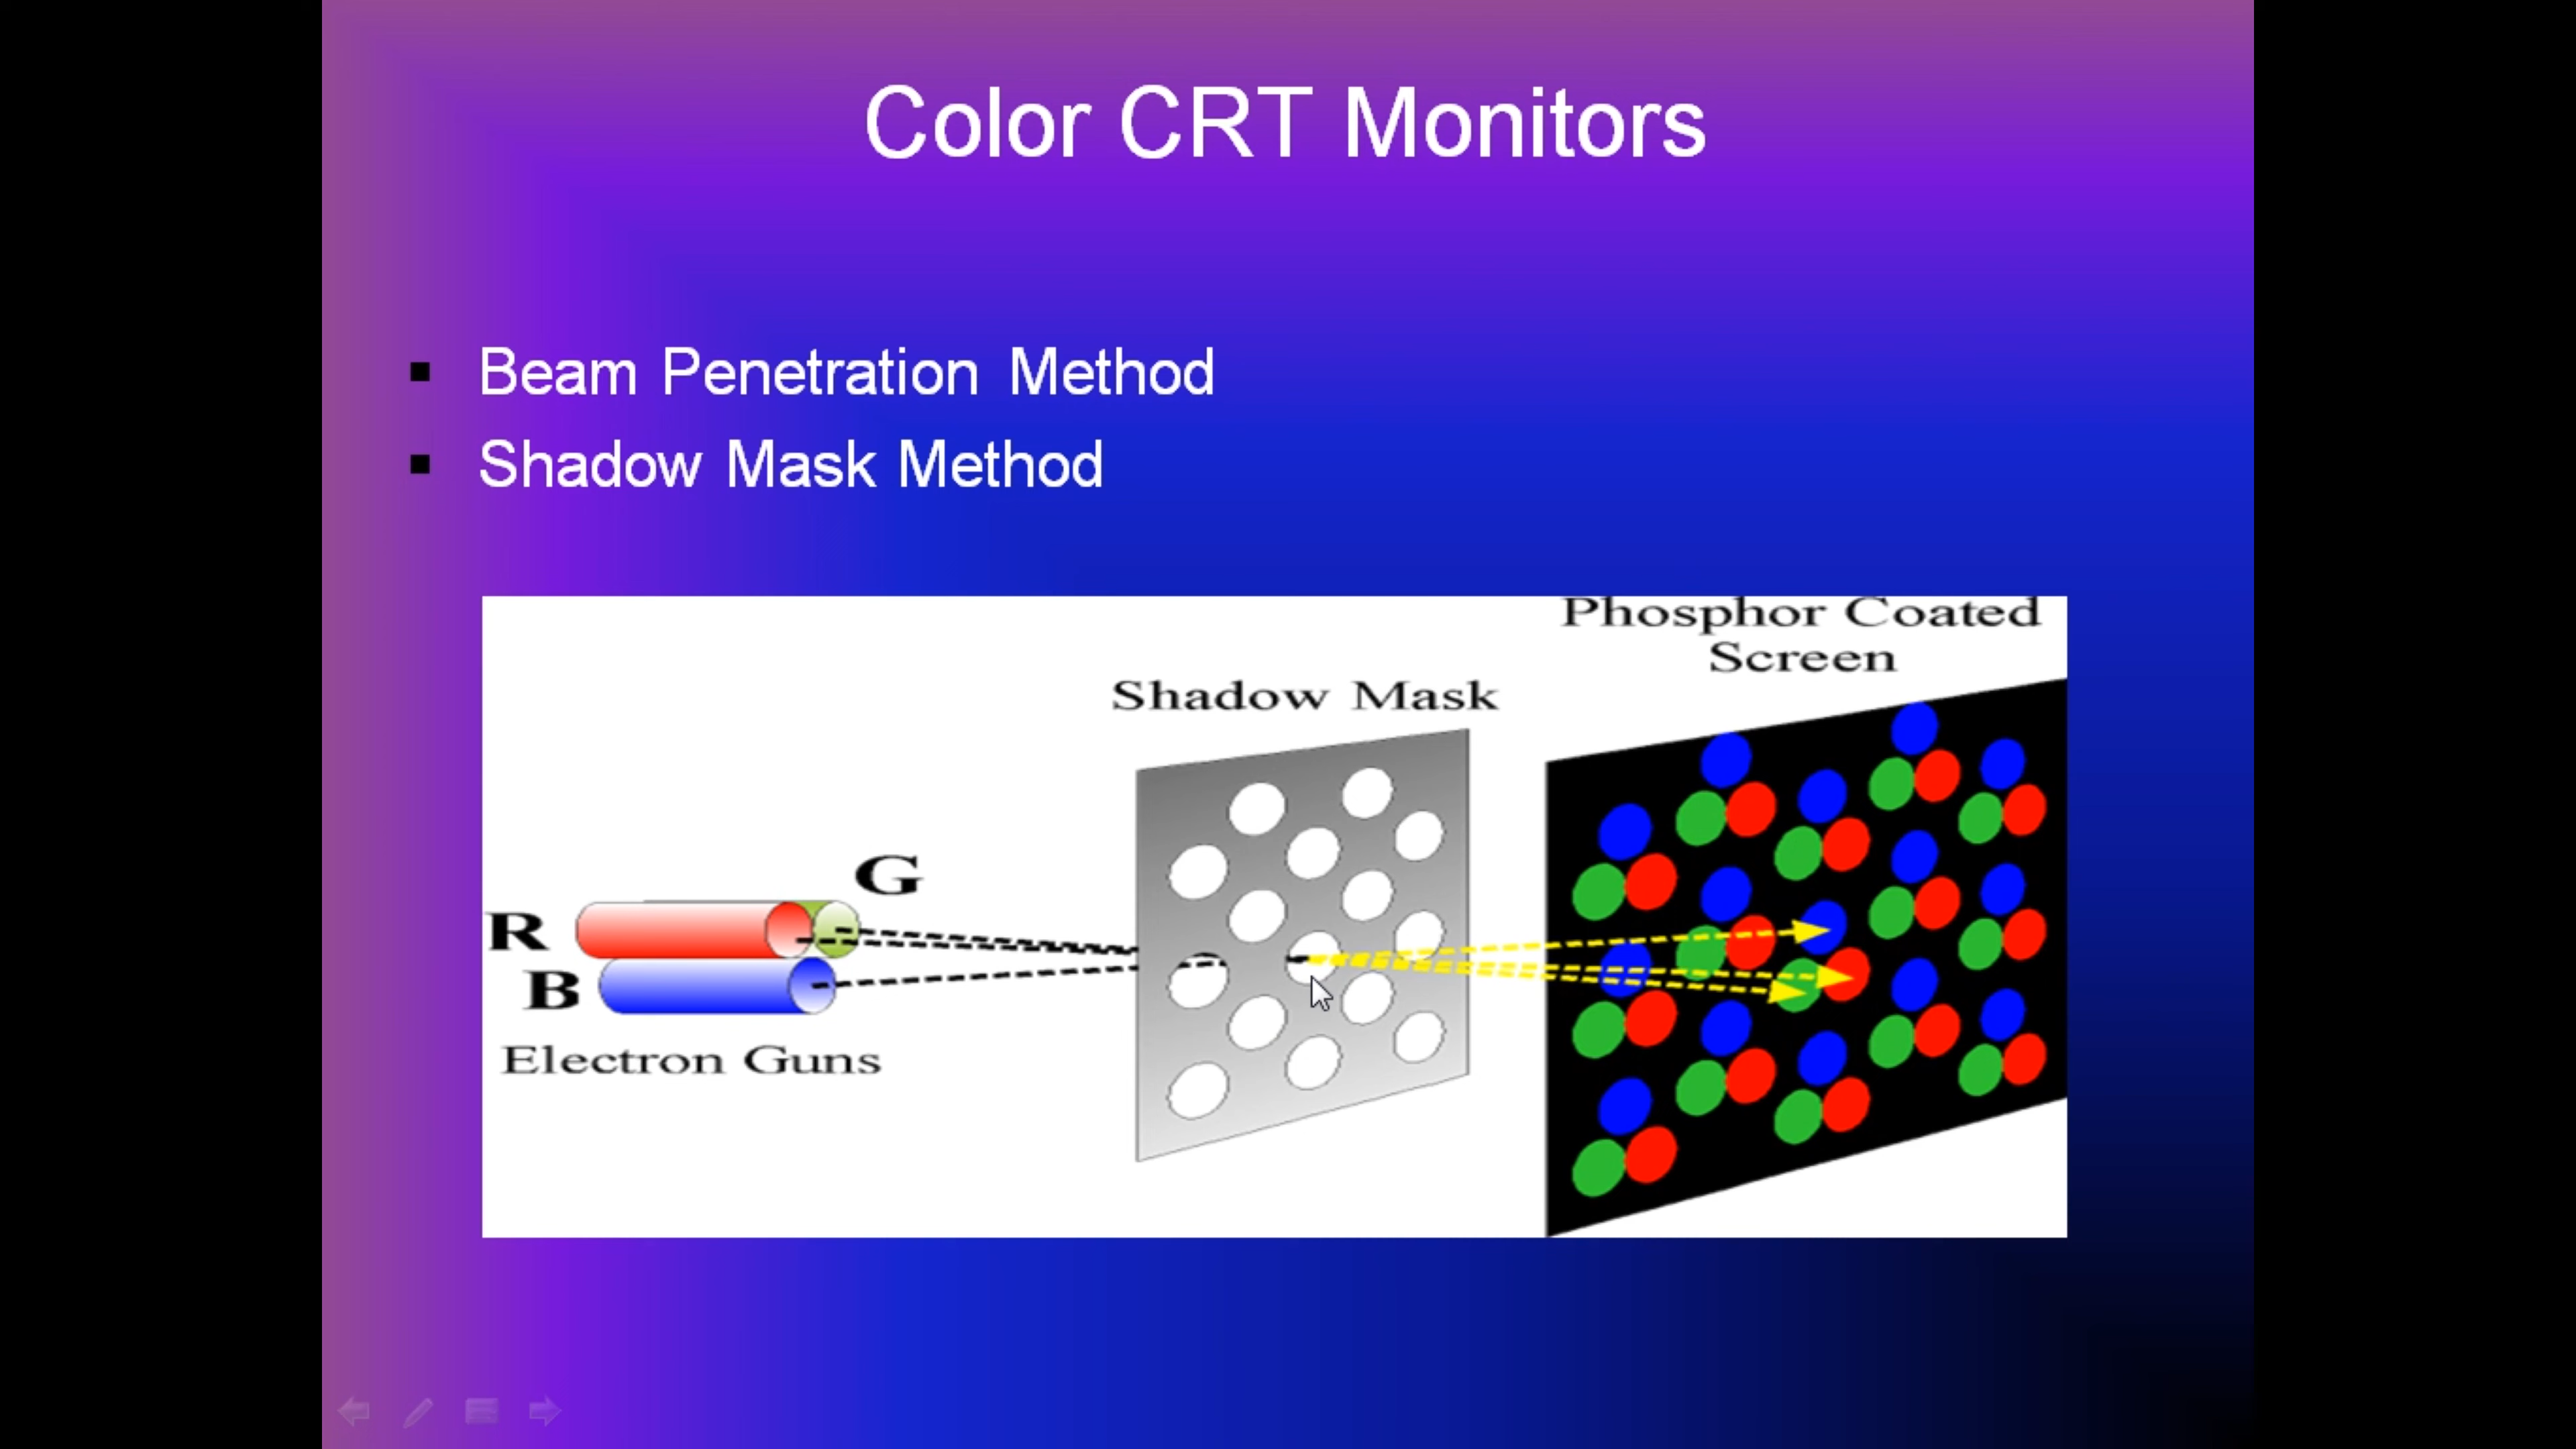 Color CRT Monitors
Beam Penetration Method
Shadow Mask Method
Phosphor Coated
Screen
Shadow Mask
G
R
B
Electron Guns